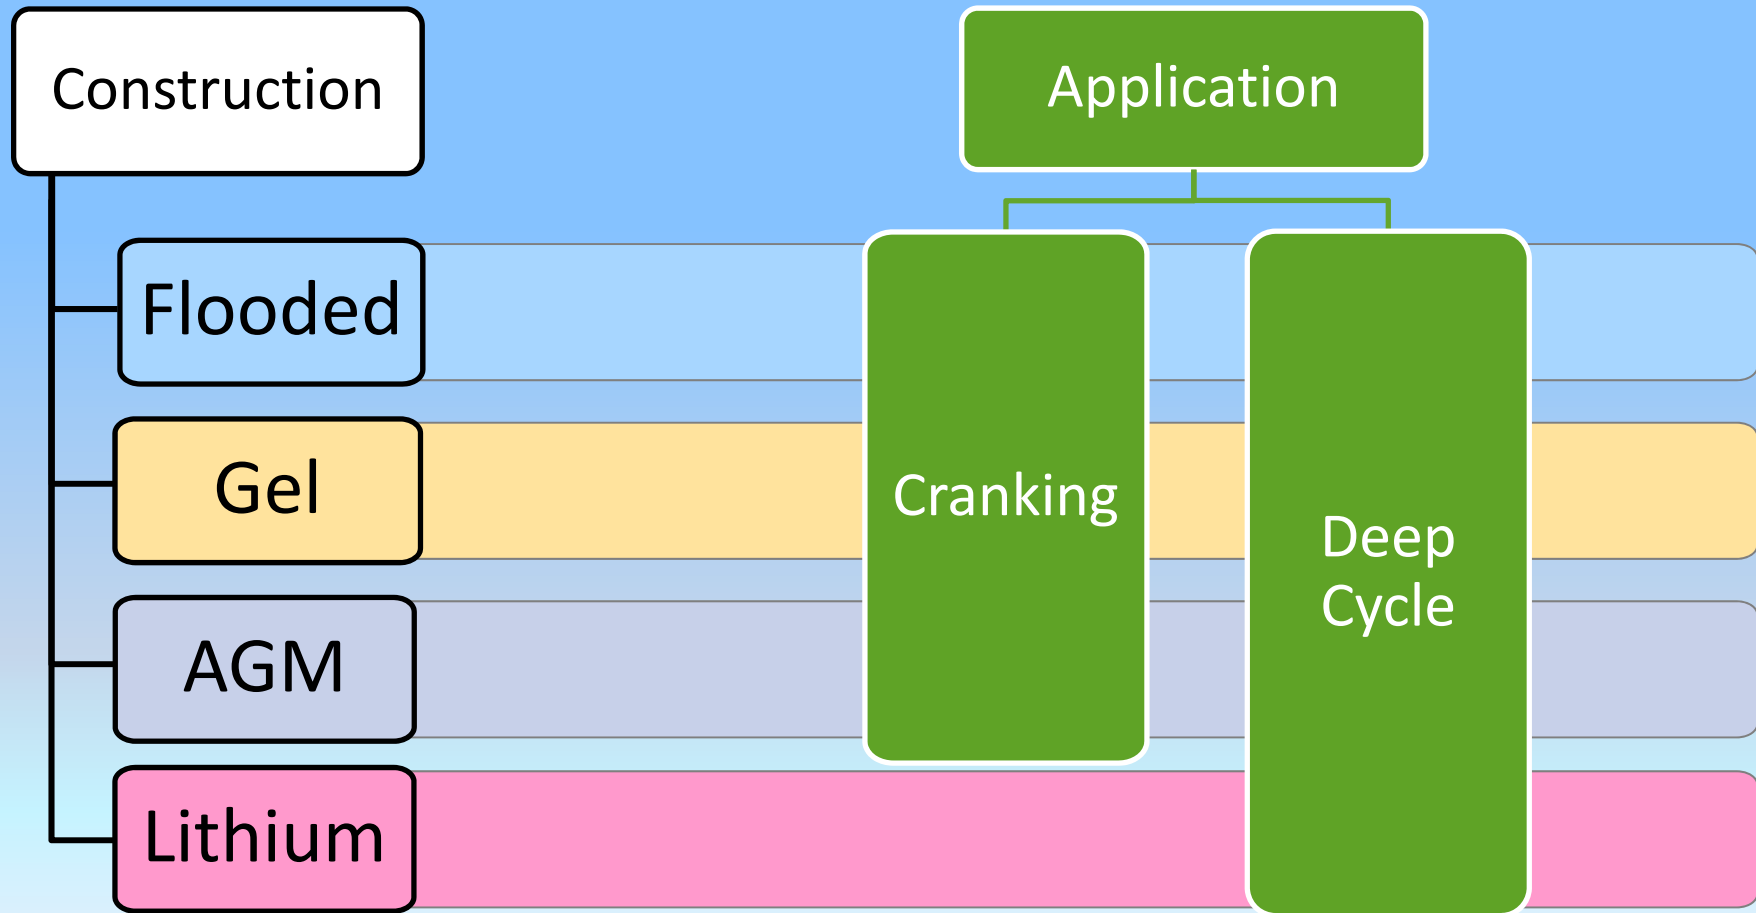 Construction
Application
Flooded
Gel
Cranking
Deep
Cycle
AGM
Lithium